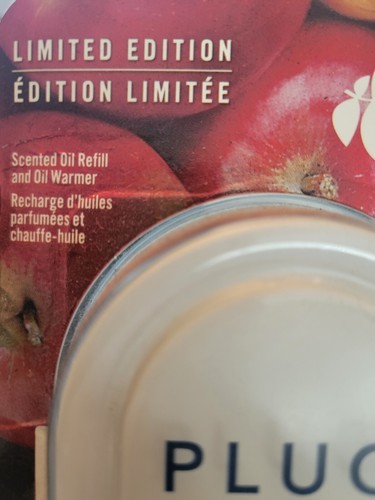 LIMITED EDITION
ÉDITION LIMITÉE
Scented Oil Refill
and Oil Warmer
Recharge d'huiles
parfumées et
chauffe-huile
PLUG